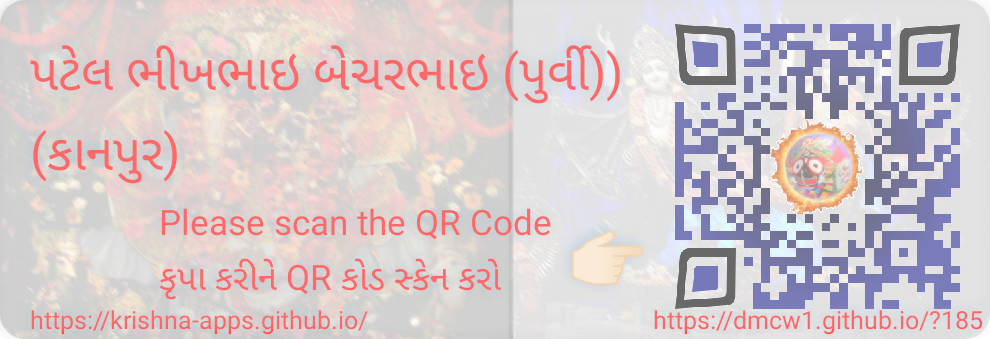 પટેલ ભીખભાઇ બેચરભાઇ (પુર્વી))
(કાનપુર)
Please scan the QR Code
કૃપા કરીને QR કોડ સ્કેન કરો
https://krishna-apps.github.io/
https://dmcw1.github.io/?185